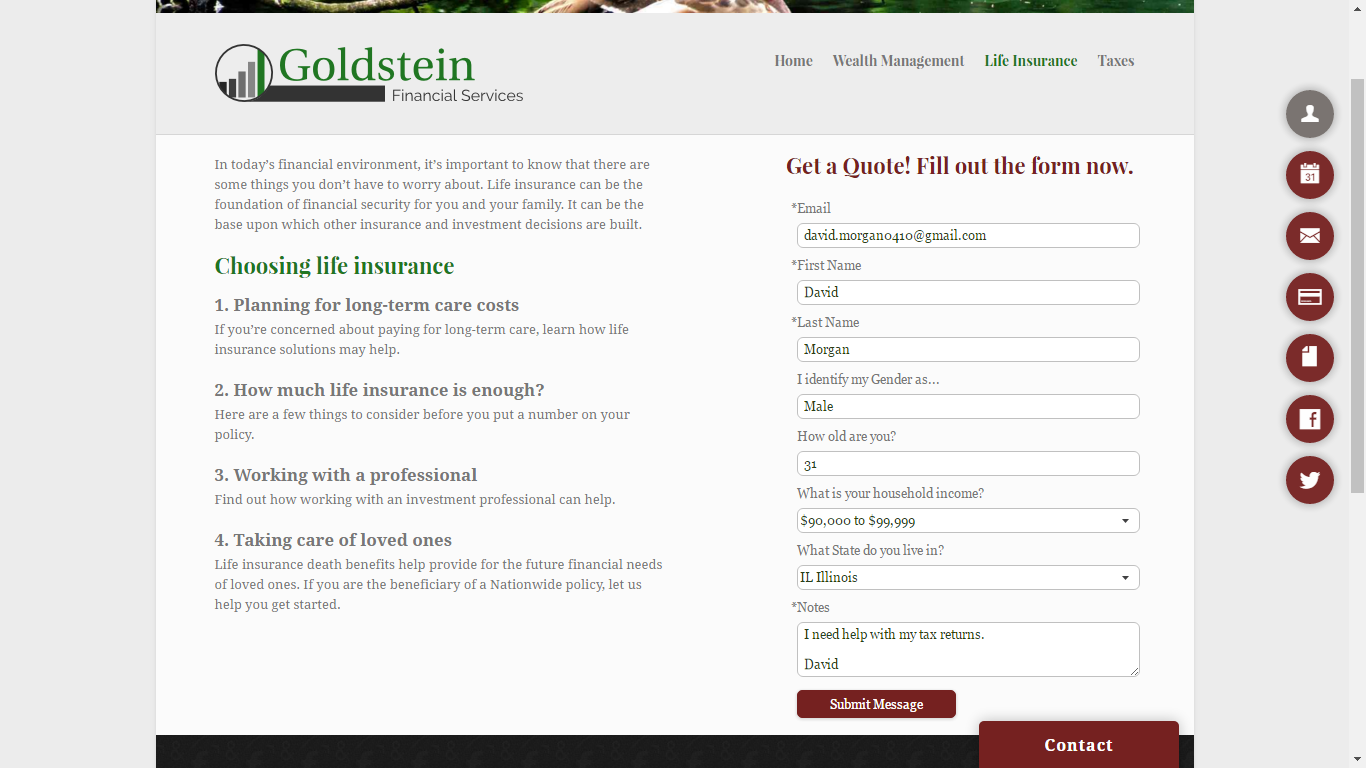 Goldstein
Financial Services
Home Wealth Management Life Insurance Taxes
In today's financial environment, it's important to know that there are
some things you don't have to worry about. Life insurance can be the
foundation of financial security for you and your family. It can be the
base upon which other insurance and investment decisions are built.
Choosing life insurance
1. Planning for long-term care costs
If you're concerned about paying for long-term care, learn how life
insurance solutions may help.
2. How much life insurance is enough?
Here are a few things to consider before you put a number on your
policy.
3. Working with a professional
Find out how working with an investment professional can help.
4. Taking care of loved ones
Life insurance death benefits help provide for the future financial needs
of loved ones. If you are the beneficiary of a Nationwide policy, let us
help you get started.
Get a Quote! Fill out the form now.
*Email
david.morgan0410@gmail.com
*First Name
David
*Last Name
Morgan
I identify my Gender as...
Male
How old are you?
31
What is your household income?
$90,000 to $99,999
What State do you live in?
IL Illinois
*Notes
I need help with my tax returns.
David
Submit Message
Contact
31